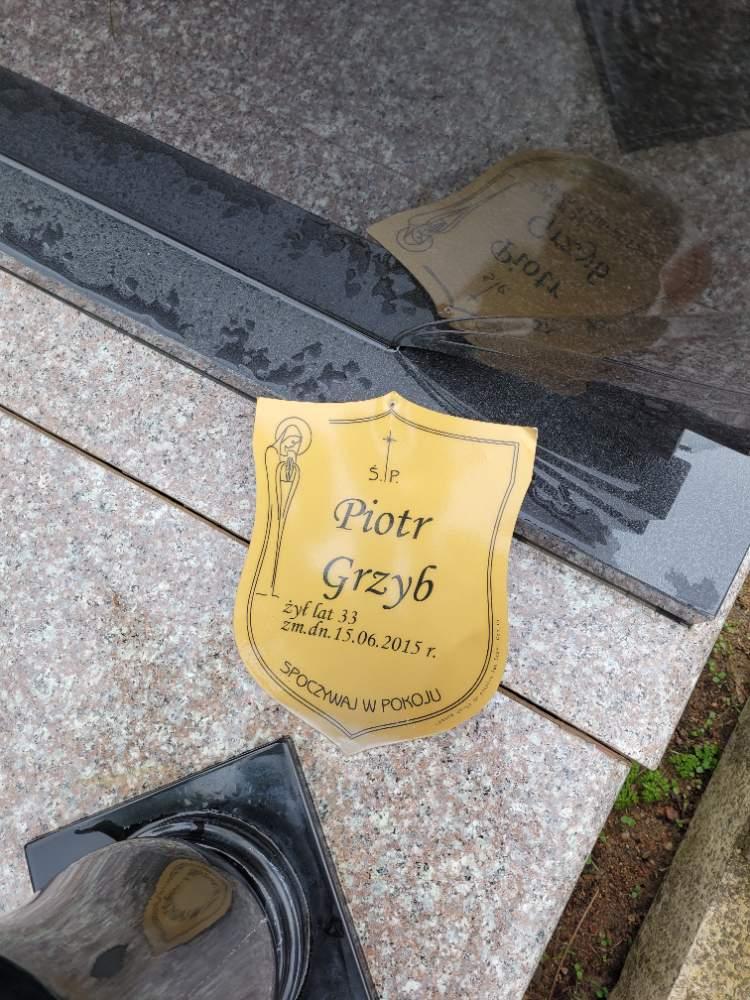 Ś. P.
Piotr
Grzyb
żył lat 33
zm.dn.15.06.2015 r.
SPOCZYWAJ W POKOJU